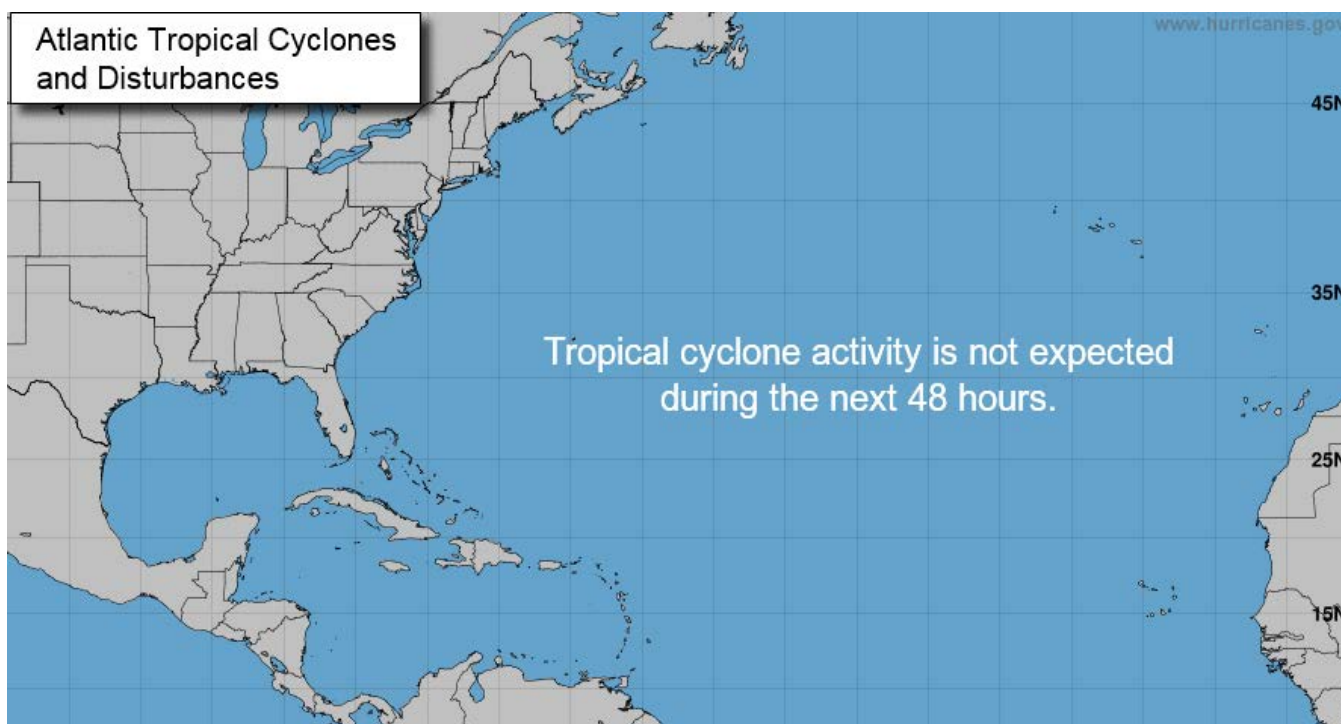 Atlantic Tropical Cyclones
and Disturbances
www.hurricanes.gov
45N
35N
Tropical cyclone activity is not expected
during the next 48 hours.
25N
15N